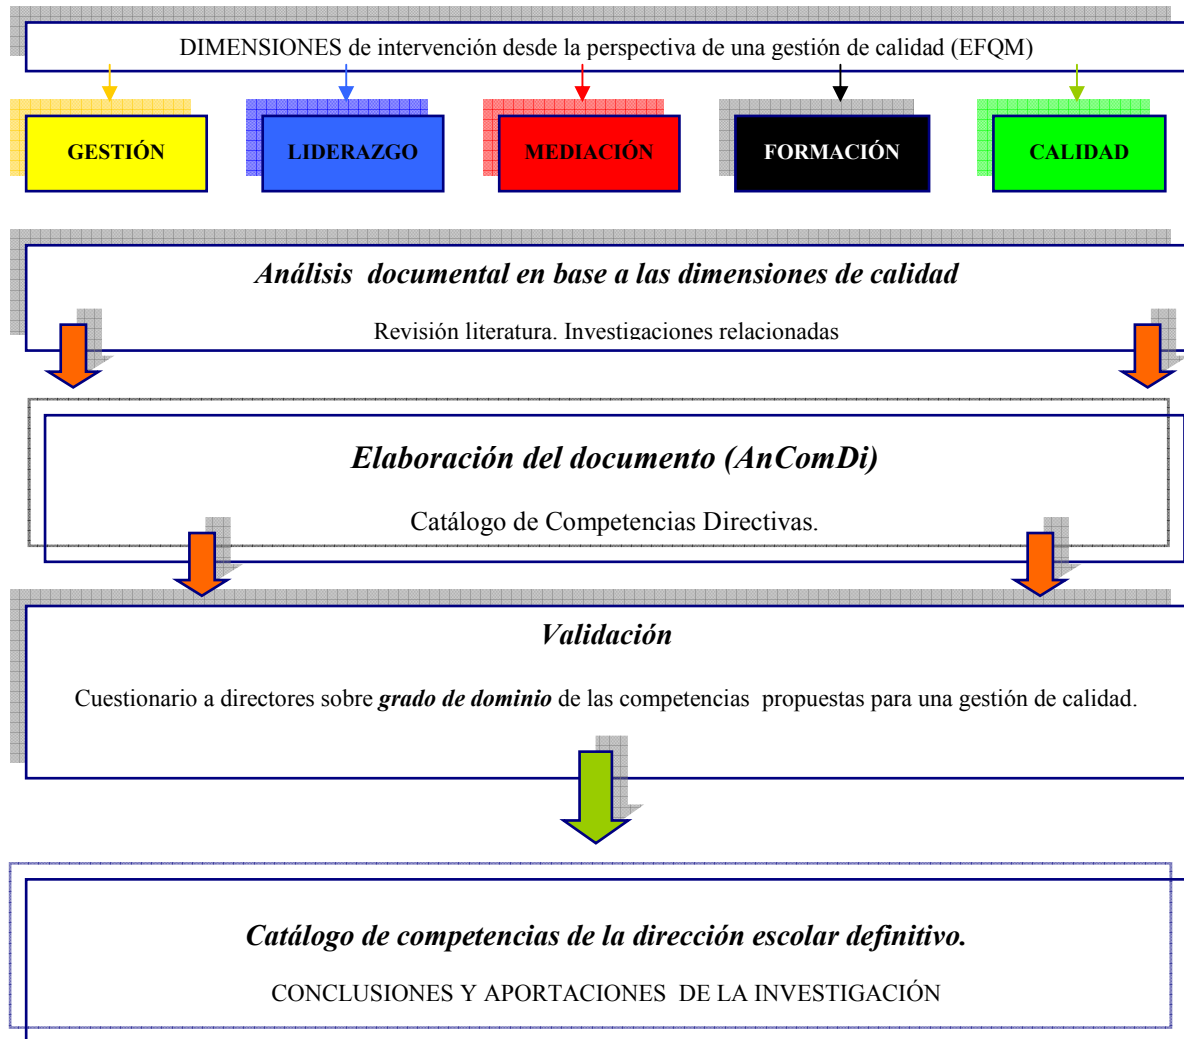 DIMENSIONES de intervención desde la perspectiva de una gestión de calidad (EFQM)
GESTIÓN
LIDERAZGO
MEDIACIÓN
FORMACIÓN
CALIDAD
Análisis documental en base a las dimensiones de calidad
Revisión literatura. Investigaciones relacionadas
Elaboración del documento (AnComDi)
Catálogo de Competencias Directivas.
Validación
Cuestionario a directores sobre grado de dominio de las competencias propuestas para una gestión de calidad.
Catálogo de competencias de la dirección escolar definitivo.
CONCLUSIONES Y APORTACIONES DE LA INVESTIGACIÓN